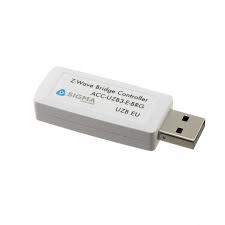 Z-Wave Bridge Controller
ACC-UZB3-E-BRG
UZB EU
SIGMA